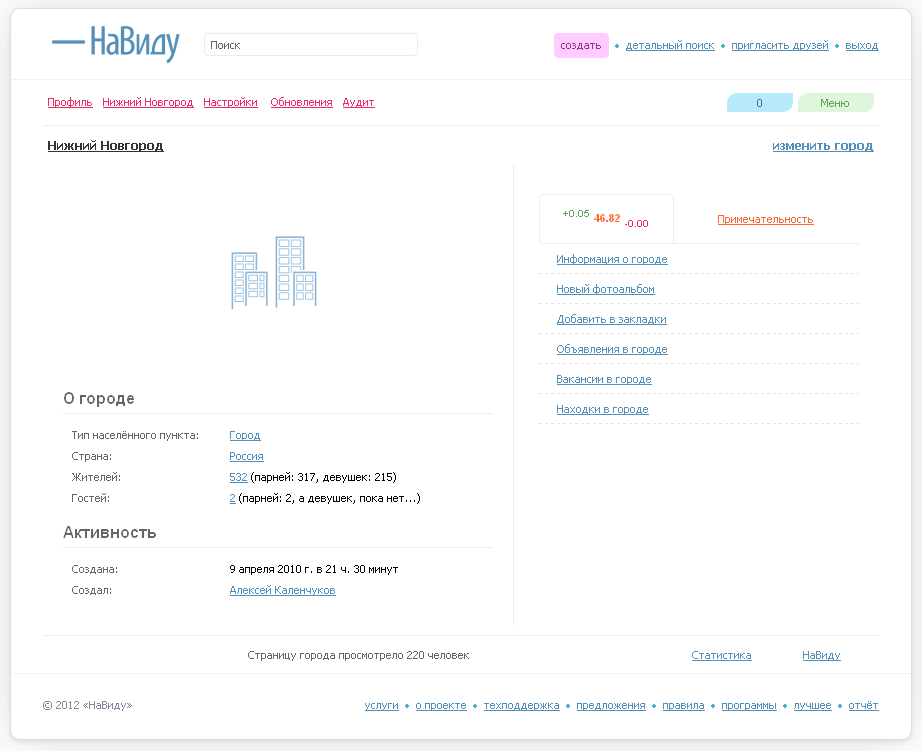 НаВиду
Поиск
создать • детальный поиск • пригласить друзей • выход
Профиль Нижний Новгород Настройки Обновления Аудит
0 Меню
Нижний Новгород
изменить город
+0.05 46.82 -0.00
Примечательность
Информация о городе
Новый фотоальбом
Добавить в закладки
Объявления в городе
Вакансии в городе
Находки в городе
О городе
Тип населённого пункта: Город
Страна: Россия
Жителей: 532 (парней: 317, девушек: 215)
Гостей: 2 (парней: 2, а девушек, пока нет...)
Активность
Создана: 9 апреля 2010 г. в 21 ч. 30 минут
Создал: Алексей Каленчуков
Страницу города просмотрело 220 человек
Статистика НаВиду
© 2012 «НаВиду»
услуги • о проекте • техподдержка • предложения • правила • программы • лучшее • отчёт